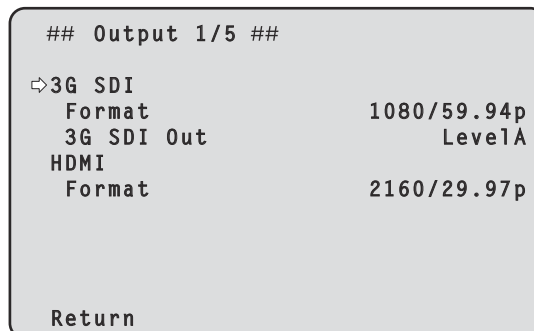 ## Output 1/5 ##
⇨3G SDI
Format 1080/59.94p
3G SDI Out LevelA
HDMI
Format 2160/29.97p
Return